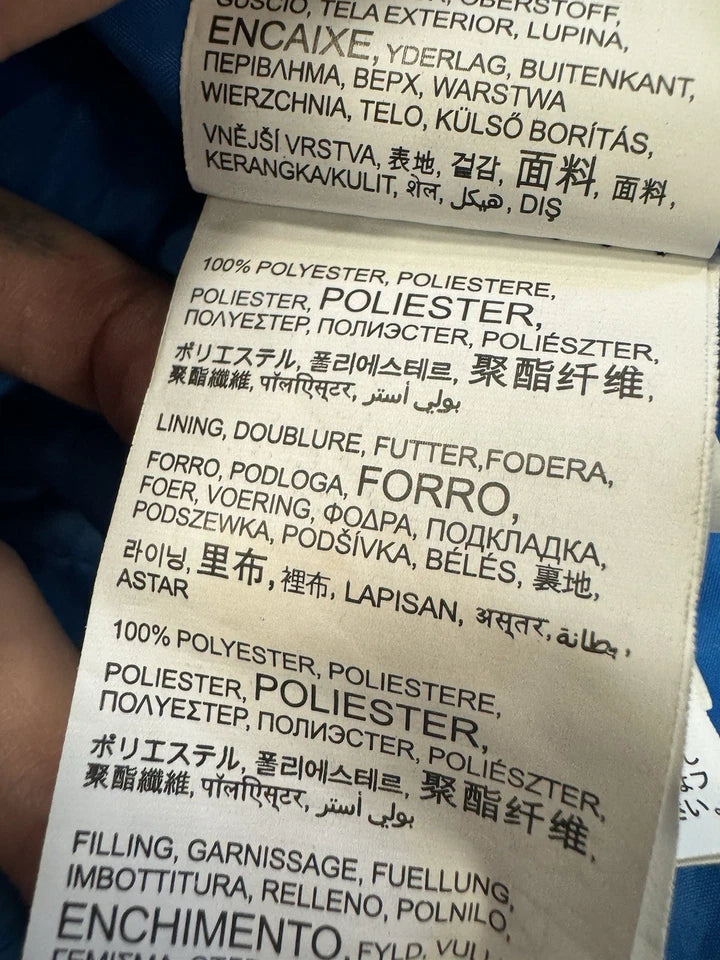 OBERSTOFF,
GUSCIO, TELA EXTERIOR, LUPINA,
ENCAIXE, YDERLAG, BUITENKANT,
ΠΕΡΙΒΛΗΜΑ, ВЕРХ, WARSTWA
WIERZCHNIA, TELO, KÜLSŐ BORÍTÁS,
VNĚJŠÍ VRSTVA, 表地, 겉감, 面料, 面料,
KERANGKA/KULIT, शेल, هيكل, DIŞ
100% POLYESTER, POLIESTERE,
POLIESTER, POLIESTER,
ΠΟΛΥΕΣΤΕΡ, ПОЛИЭСТЕР, POLIÉSZTER,
ポリエステル, 폴리에스테르, 聚酯纤维,
聚酯纖維, पॉलिएस्टर, بولي أستر
LINING, DOUBLURE, FUTTER,FODERA,
FORRO, PODLOGA, FORRO,
FOER, VOERING, ΦΟΔΡΑ, ПОДКЛАДКА,
PODSZEWKA, PODŠÍVKA, BÉLÉS, 裏地,
라이닝, 里布, 裡布, LAPISAN, अस्तर, بطانة,
ASTAR
100% POLYESTER, POLIESTERE,
POLIESTER, POLIESTER,
ΠΟΛΥΕΣΤΕΡ, ПОЛИЭСТЕР, POLIÉSZTER,
ポリエステル, 폴리에스테르, 聚酯纤维,
聚酯纖維, पॉलिएस्टर, بولي أستر
FILLING, GARNISSAGE, FUELLUNG,
IMBOTTITURA, RELLENO, POLNILO,
ENCHIMENTO, FYLD,